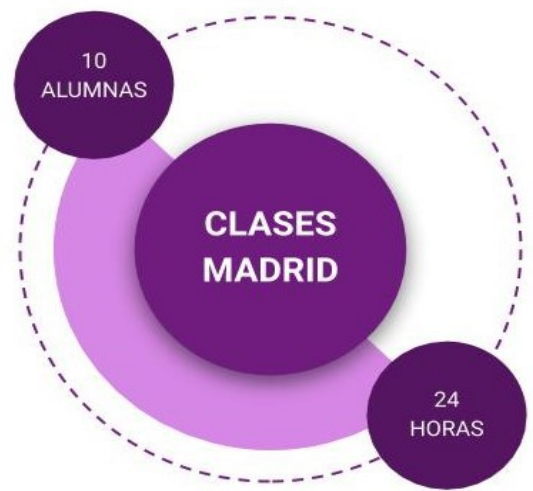 10
ALUMNAS
CLASES
MADRID
24
HORAS